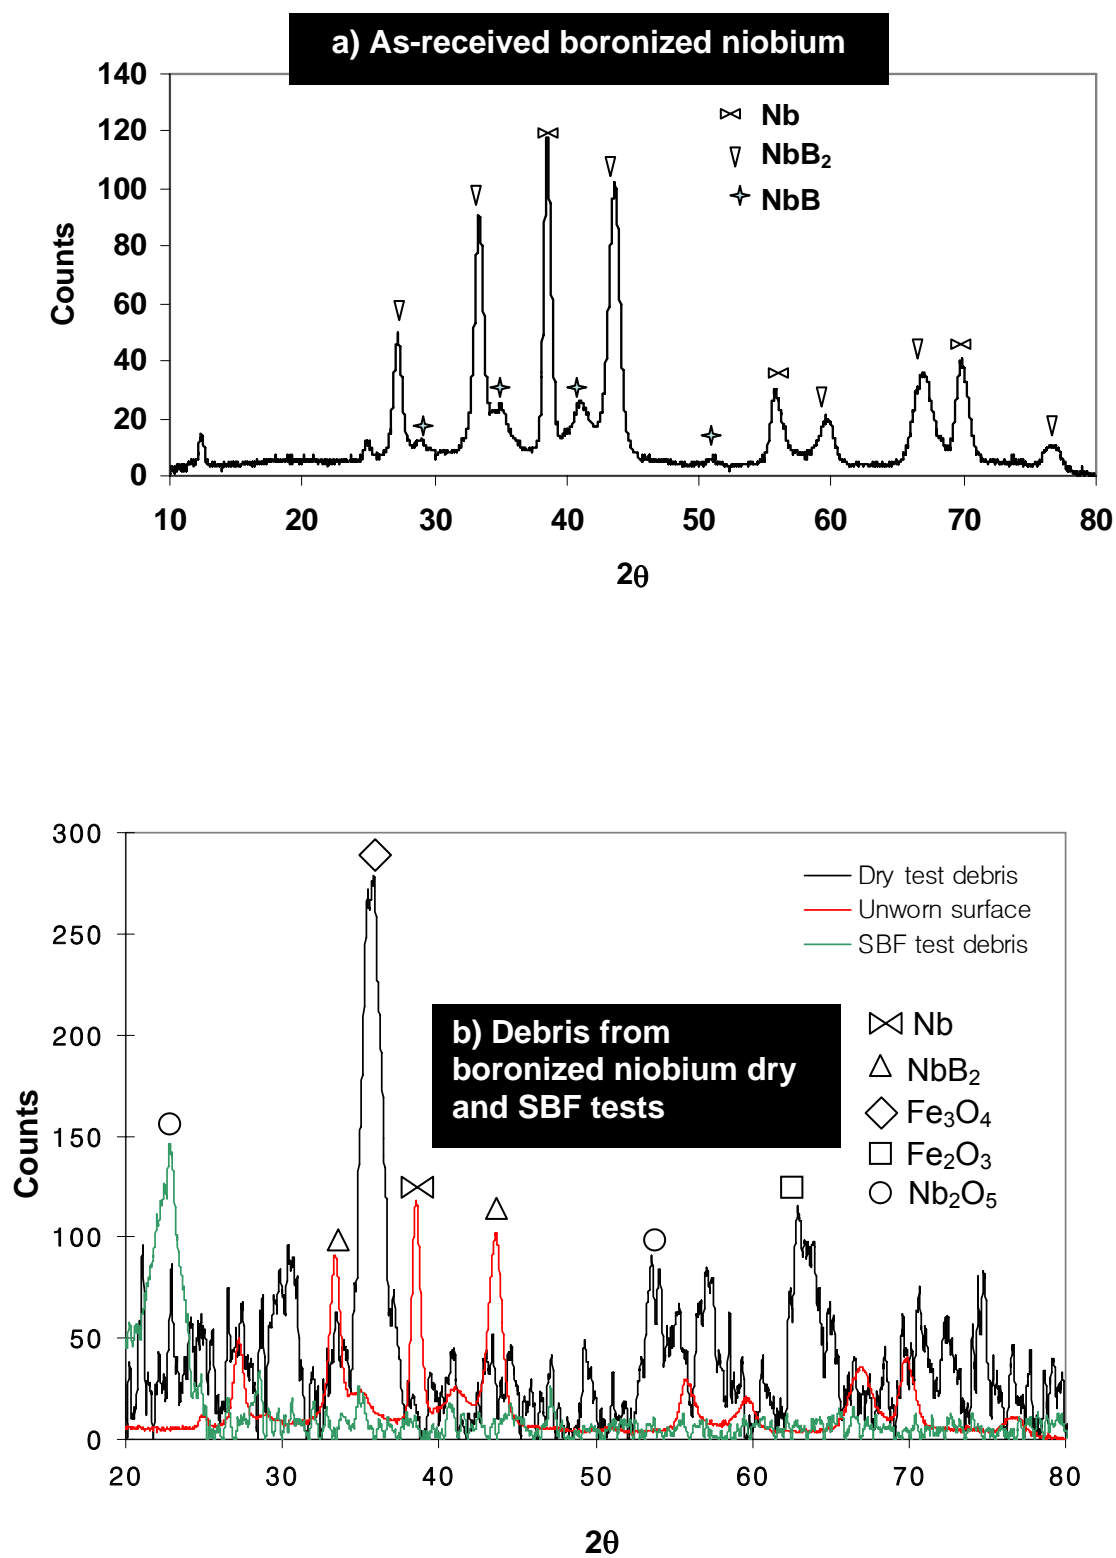 a) As-received boronized niobium
140
120
100
80
60
40
20
0
Counts
Nb
NbB₂
NbB
10 20 30 40 50 60 70 80
2θ
300
250
200
150
100
50
0
Counts
Dry test debris
Unworn surface
SBF test debris
b) Debris from
boronized niobium dry
and SBF tests
Nb
NbB₂
Fe₃O₄
Fe₂O₃
Nb₂O₅
20 30 40 50 60 70 80
2θ